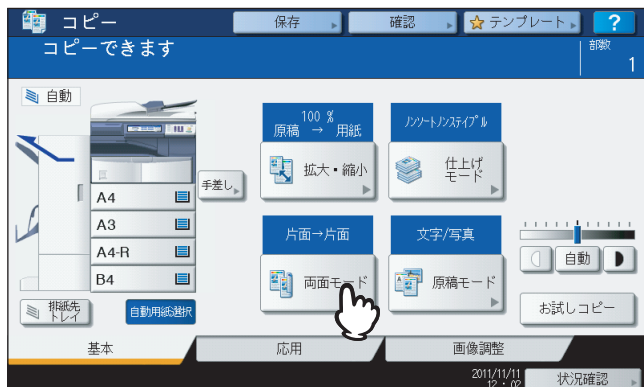 コピー
保存
確認
テンプレート
?
コピーできます
部数
1
自動
100 %
原稿 → 用紙
拡大・縮小
ノンソートノンステイプル
仕上げ
モード
手差し
A4
A3
A4-R
B4
片面→片面
両面モード
文字/写真
原稿モード
自動
お試しコピー
排紙先
トレイ
自動用紙選択
基本
応用
画像調整
2011/11/11
12:02
状況確認